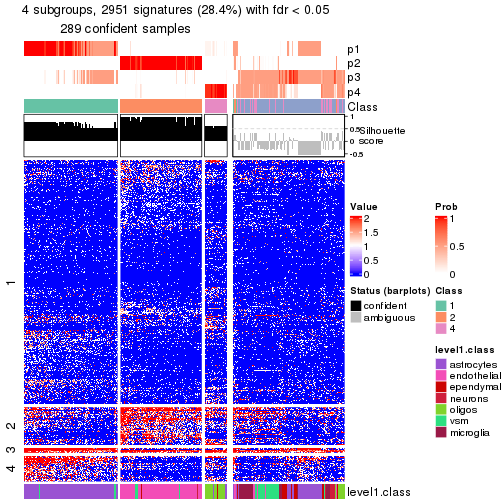 4 subgroups, 2951 signatures (28.4%) with fdr < 0.05
289 confident samples
p1
p2
p3
p4
Class
1
0.5
0
-0.5
Silhouette
score
1
2
3
4
level1.class
Value
2
1.5
1
0.5
0
Prob
1
0.5
0
Status (barplots)
confident
ambiguous
Class
1
2
4
level1.class
astrocytes
endothelial
ependymal
neurons
oligos
vsm
microglia